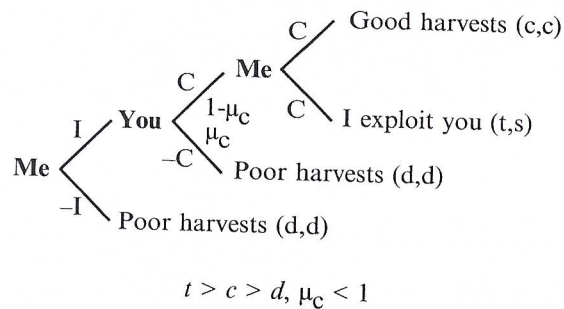 C Good harvests (c,c)
C Me
1-μc C I exploit you (t,s)
I You μc
Me –C Poor harvests (d,d)
–I Poor harvests (d,d)
t > c > d, μc < 1